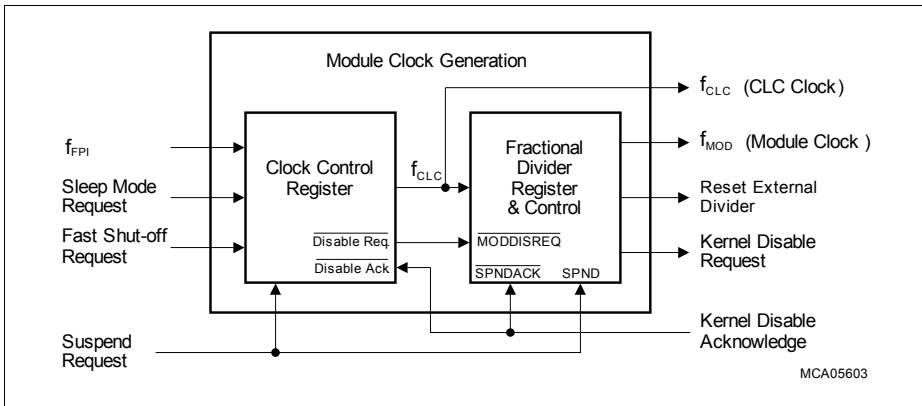 Module Clock Generation
fCLC (CLC Clock )
fFPI
Sleep Mode
Request
Fast Shut-off
Request
Clock Control
Register
Disable Req.
Disable Ack
fCLC
Fractional
Divider
Register
& Control
MODDISREQ
SPNDACK SPND
fMOD (Module Clock )
Reset External
Divider
Kernel Disable
Request
Suspend
Request
Kernel Disable
Acknowledge
MCA05603